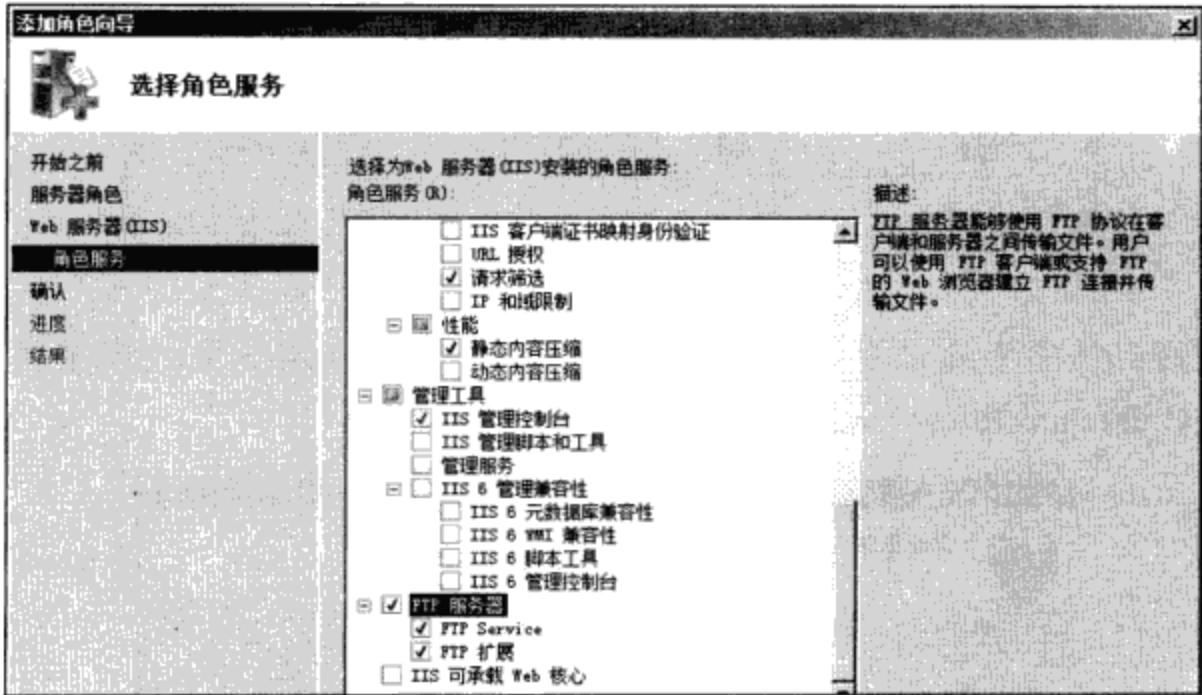 添加角色向导
选择角色服务
开始之前
服务器角色
Web 服务器(IIS)
角色服务
确认
进度
结果
选择为Web 服务器(IIS)安装的角色服务:
角色服务(R):
IIS 客户端证书映射身份验证
URL 授权
请求筛选
IP 和域限制
性能
静态内容压缩
动态内容压缩
管理工具
IIS 管理控制台
IIS 管理脚本和工具
管理服务
IIS 6 管理兼容性
IIS 6 元数据库兼容性
IIS 6 WMI 兼容性
IIS 6 脚本工具
IIS 6 管理控制台
FTP 服务器
FTP Service
FTP 扩展
IIS 可承载 Web 核心
描述:
FTP 服务器能够使用 FTP 协议在客
户端和服务器之间传输文件。用户
可以使用 FTP 客户端或支持 FTP
的 Web 浏览器建立 FTP 连接并传
输文件。